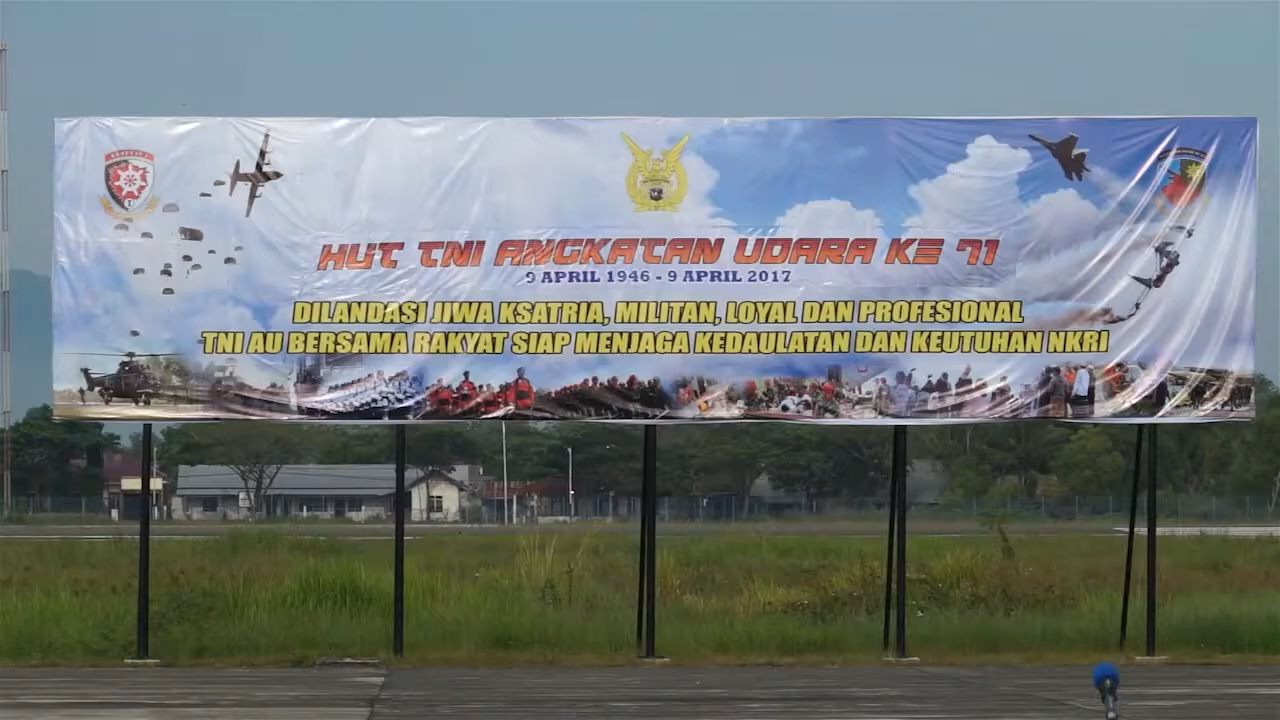 HUT TNI ANGKATAN UDARA KE 71
9 APRIL 1946 - 9 APRIL 2017
DILANDASI JIWA KSATRIA, MILITAN, LOYAL DAN PROFESIONAL
TNI AU BERSAMA RAKYAT SIAP MENJAGA KEDAULATAN DAN KEUTUHAN NKRI